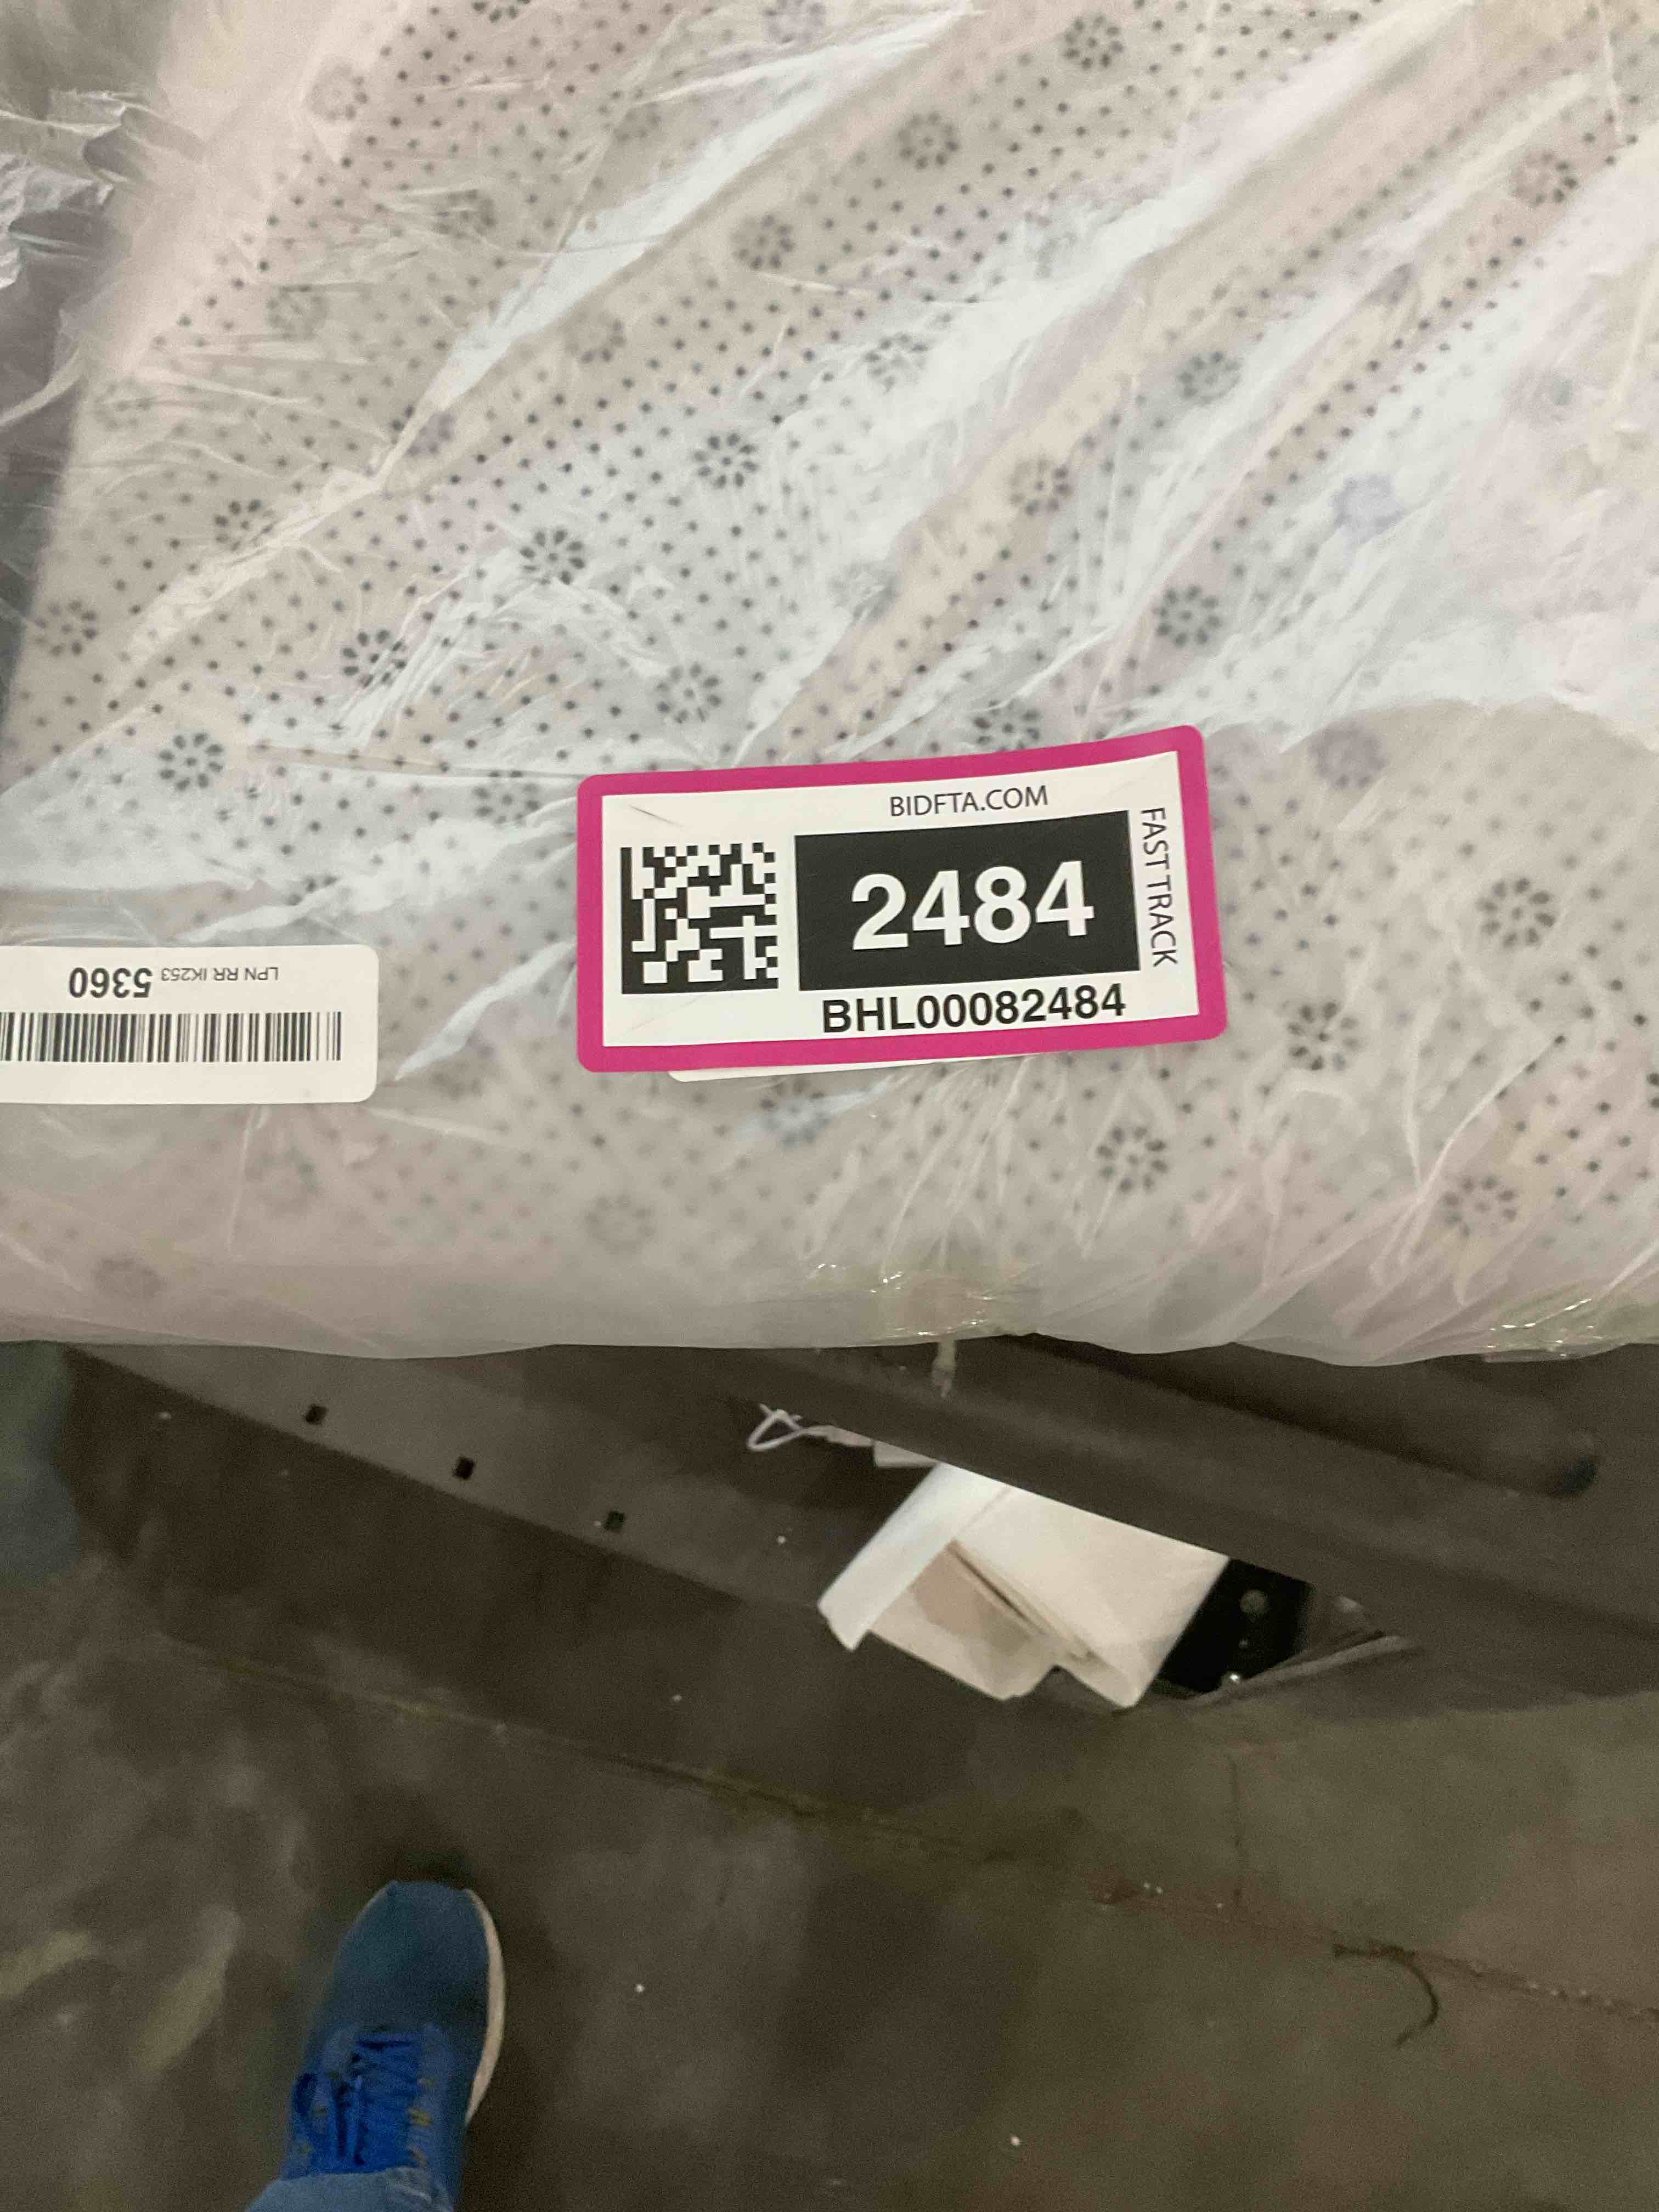 BIDFTA.COM
2484
FAST TRACK
BHL00082484
LPN RR IK253 5360